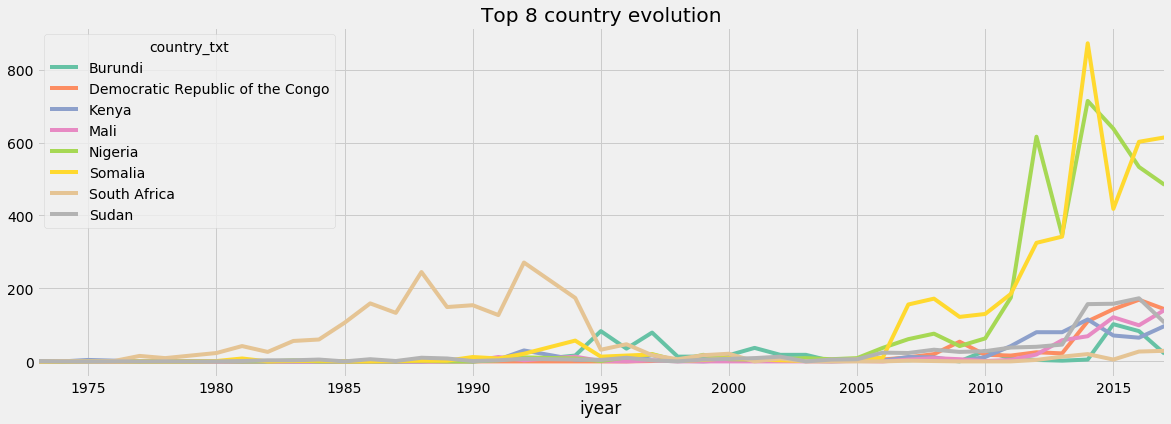 Top 8 country evolution
country_txt
Burundi
Democratic Republic of the Congo
Kenya
Mali
Nigeria
Somalia
South Africa
Sudan
800
600
400
200
0
1975 1980 1985 1990 1995 2000 2005 2010 2015
iyear